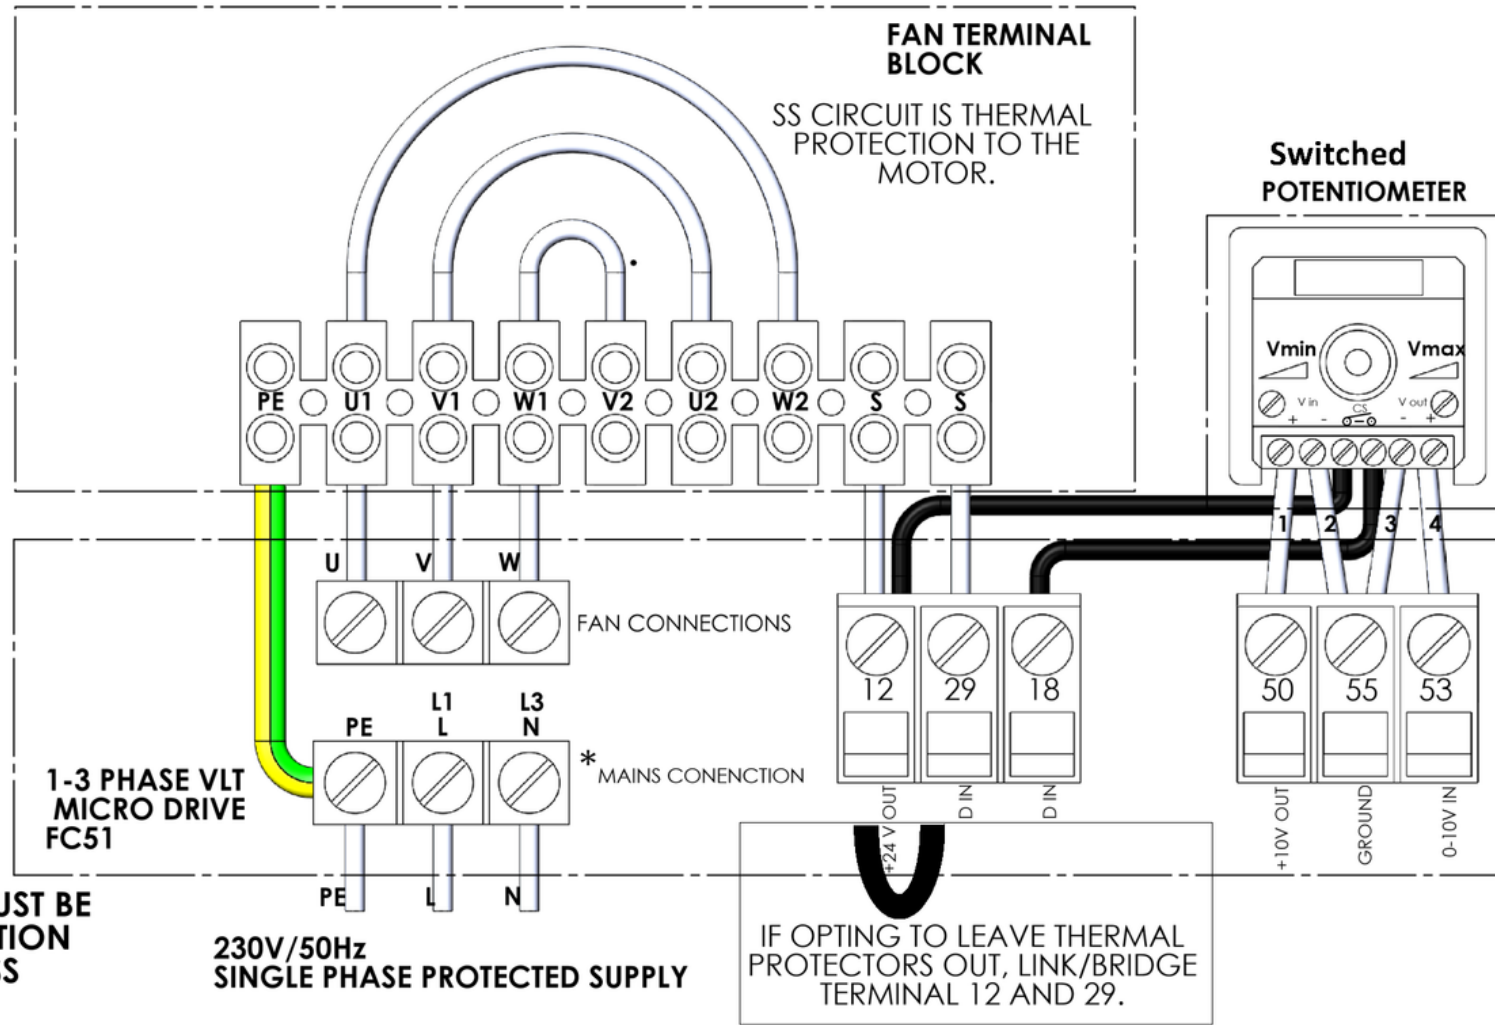 FAN TERMINAL
BLOCK
SS CIRCUIT IS THERMAL
PROTECTION TO THE
MOTOR.
Switched
POTENTIOMETER
Vmin
Vmax
V in
V out
+
-
CS
-
+
PE
U1
V1
W1
V2
U2
W2
S
S
1
2
3
4
U
V
W
FAN CONNECTIONS
12
29
18
50
55
53
L1
L3
PE
L
N
*MAINS CONENCTION
+24 V OUT
D IN
D IN
+10V OUT
GROUND
0-10V IN
1-3 PHASE VLT
MICRO DRIVE
FC51
PE
L
N
UST BE
TION
SS
230V/50Hz
SINGLE PHASE PROTECTED SUPPLY
IF OPTING TO LEAVE THERMAL
PROTECTORS OUT, LINK/BRIDGE
TERMINAL 12 AND 29.